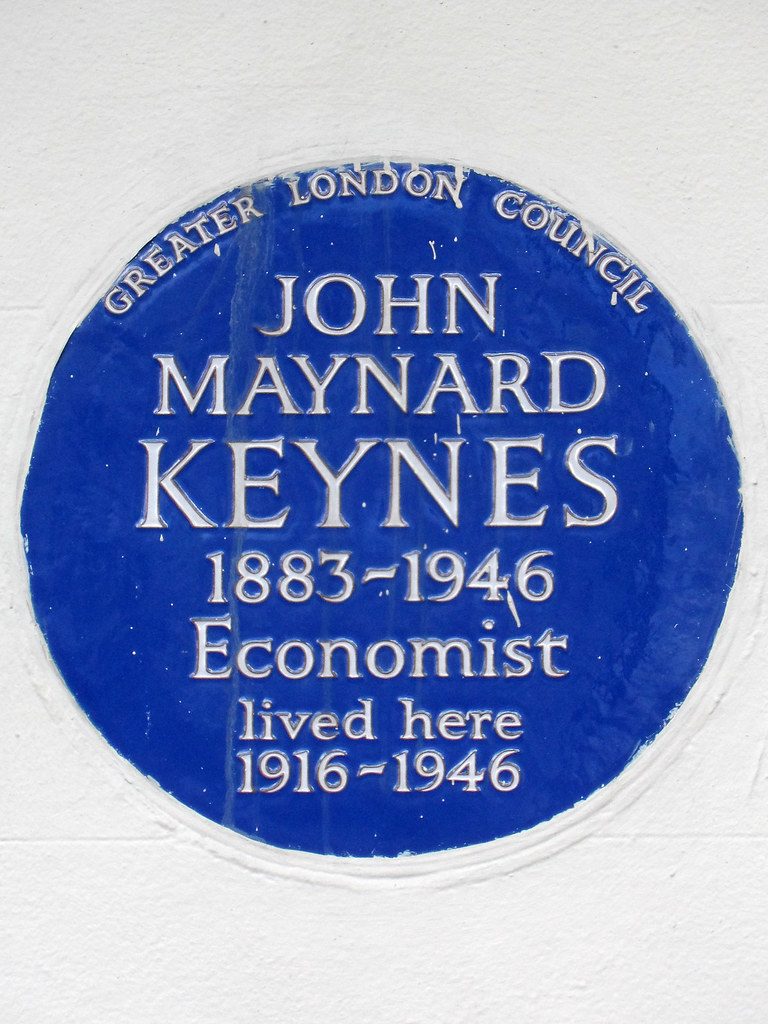 GREATER LONDON COUNCIL
JOHN
MAYNARD
KEYNES
1883-1946
Economist
lived here
1916-1946